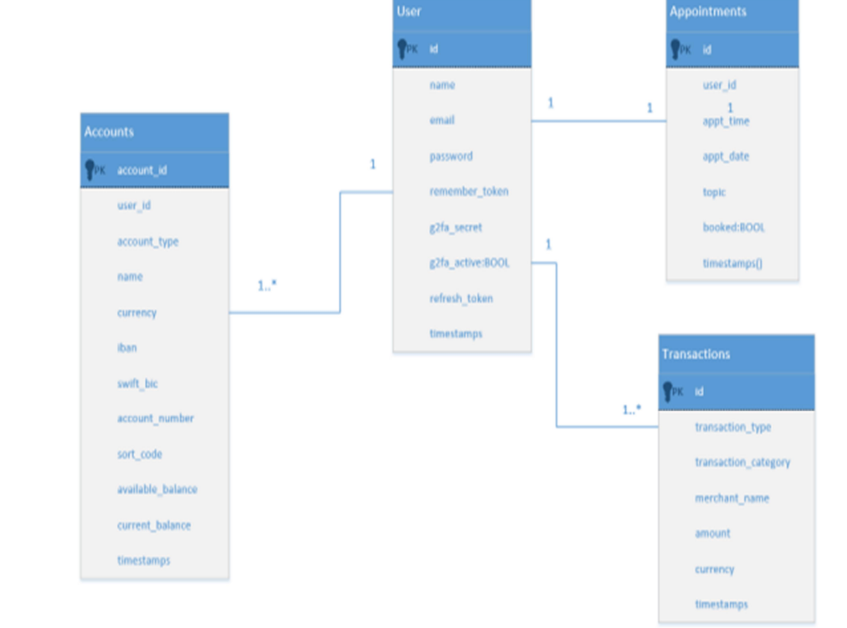 User
PK id
name
email
password
remember_token
g2fa_secret
g2fa_active:BOOL
refresh_token
timestamps
Appointments
PK id
user_id
1
appt_time
appt_date
topic
booked:BOOL
timestamps()
Accounts
PK account_id
user_id
account_type
name
currency
iban
swift_bic
account_number
sort_code
available_balance
current_balance
timestamps
Transactions
PK id
transaction_type
transaction_category
merchant_name
amount
currency
timestamps
1
1
1
1..*
1
1..*